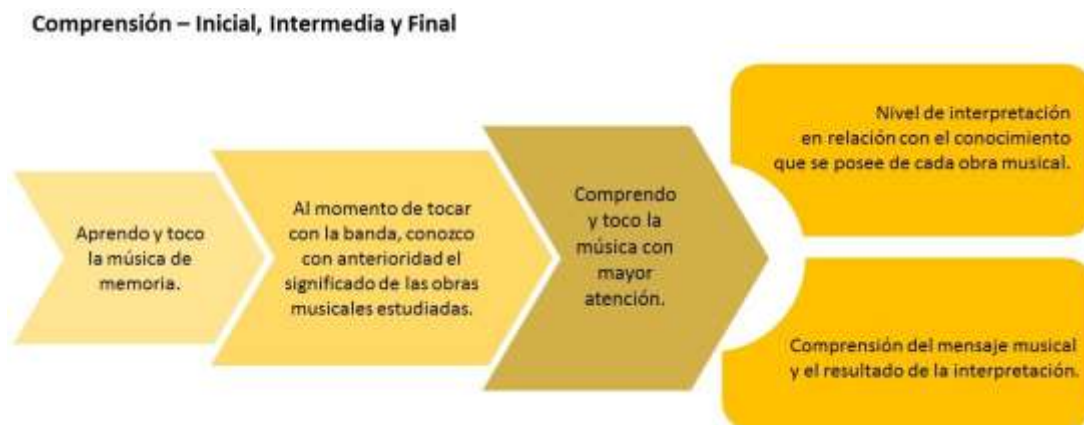 Comprensión – Inicial, Intermedia y Final
Aprendo y toco
la música de
memoria.
Al momento de tocar
con la banda, conozco
con anterioridad el
significado de las obras
musicales estudiadas.
Comprendo
y toco la
música con
mayor
atención.
Nivel de interpretación
en relación con el conocimiento
que se posee de cada obra musical.
Comprensión del mensaje musical
y el resultado de la interpretación.